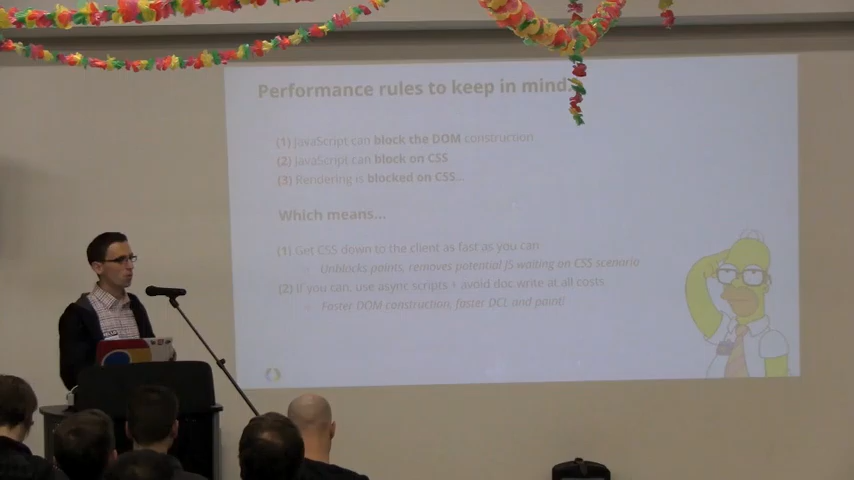 Performance rules to keep in mind.
(1) JavaScript can block the DOM construction
(2) JavaScript can block on CSS
(3) Rendering is blocked on CSS...
Which means...
(1) Get CSS down to the client as fast as you can
Unblocks paints, removes potential JS waiting on CSS scenario
(2) If you can, use async scripts + avoid doc write at all costs
Faster DOM construction, faster DCL and paint!